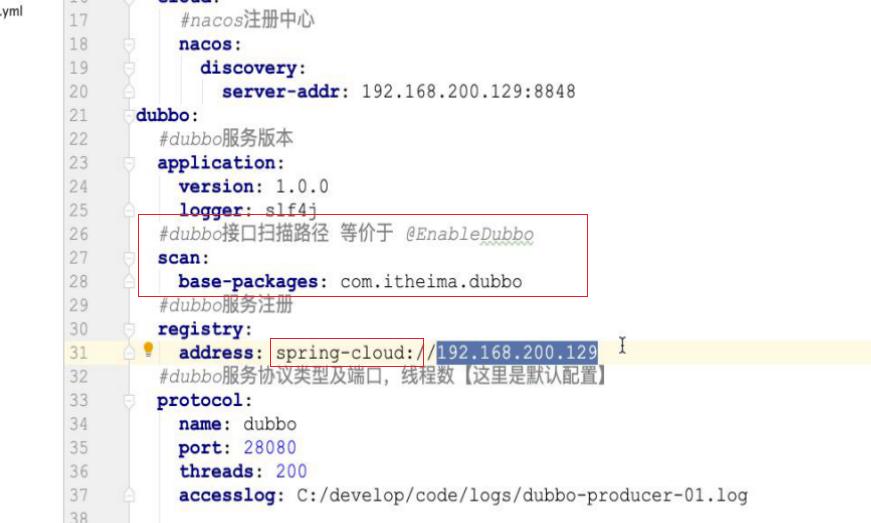 .yml
17 #nacos注册中心
18 nacos:
19 discovery:
20 server-addr: 192.168.200.129:8848
21 dubbo:
22 #dubbo服务版本
23 application:
24 version: 1.0.0
25 logger: slf4j
26 #dubbo接口扫描路径 等价于 @EnableDubbo
27 scan:
28 base-packages: com.itheima.dubbo
29 #dubbo服务注册
30 registry:
31 address: spring-cloud://192.168.200.129
32 #dubbo服务协议类型及端口，线程数【这里是默认配置】
33 protocol:
34 name: dubbo
35 port: 28080
36 threads: 200
37 accesslog: C:/develop/code/logs/dubbo-producer-01.log
38